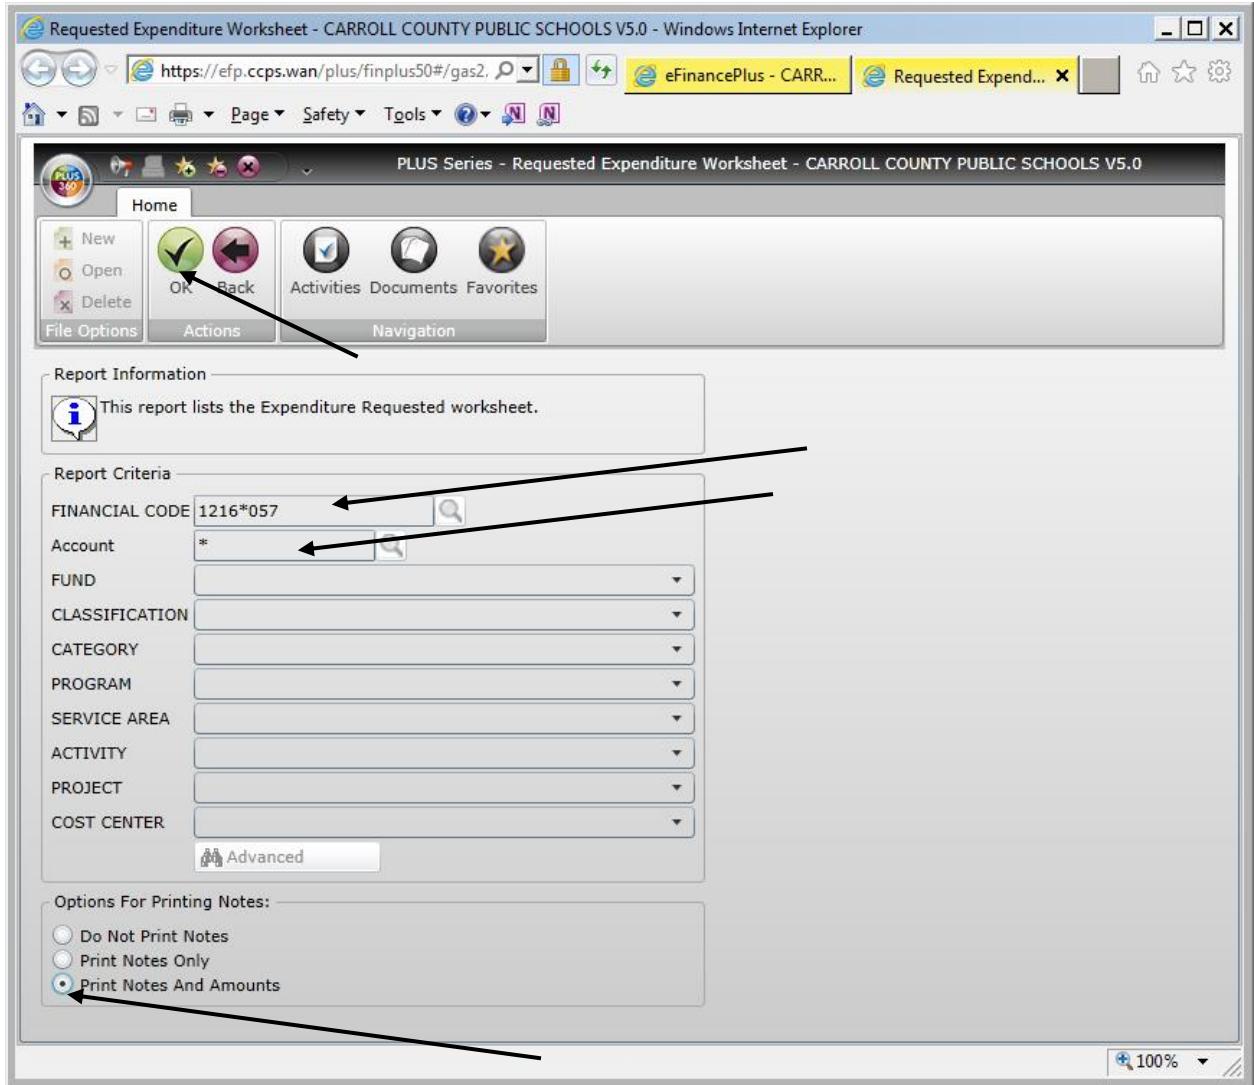 Requested Expenditure Worksheet - CARROLL COUNTY PUBLIC SCHOOLS V5.0 - Windows Internet Explorer
https://efp.ccps.wan/plus/finplus50#/gas2.
eFinancePlus - CARR...
Requested Expend...
Page Safety Tools
PLUS 360
PLUS Series - Requested Expenditure Worksheet - CARROLL COUNTY PUBLIC SCHOOLS V5.0
Home
New
Open
Delete
OK Back
Activities Documents Favorites
File Options Actions Navigation
Report Information
This report lists the Expenditure Requested worksheet.
Report Criteria
FINANCIAL CODE 1216*057
Account *
FUND
CLASSIFICATION
CATEGORY
PROGRAM
SERVICE AREA
ACTIVITY
PROJECT
COST CENTER
Advanced
Options For Printing Notes:
Do Not Print Notes
Print Notes Only
Print Notes And Amounts
100%